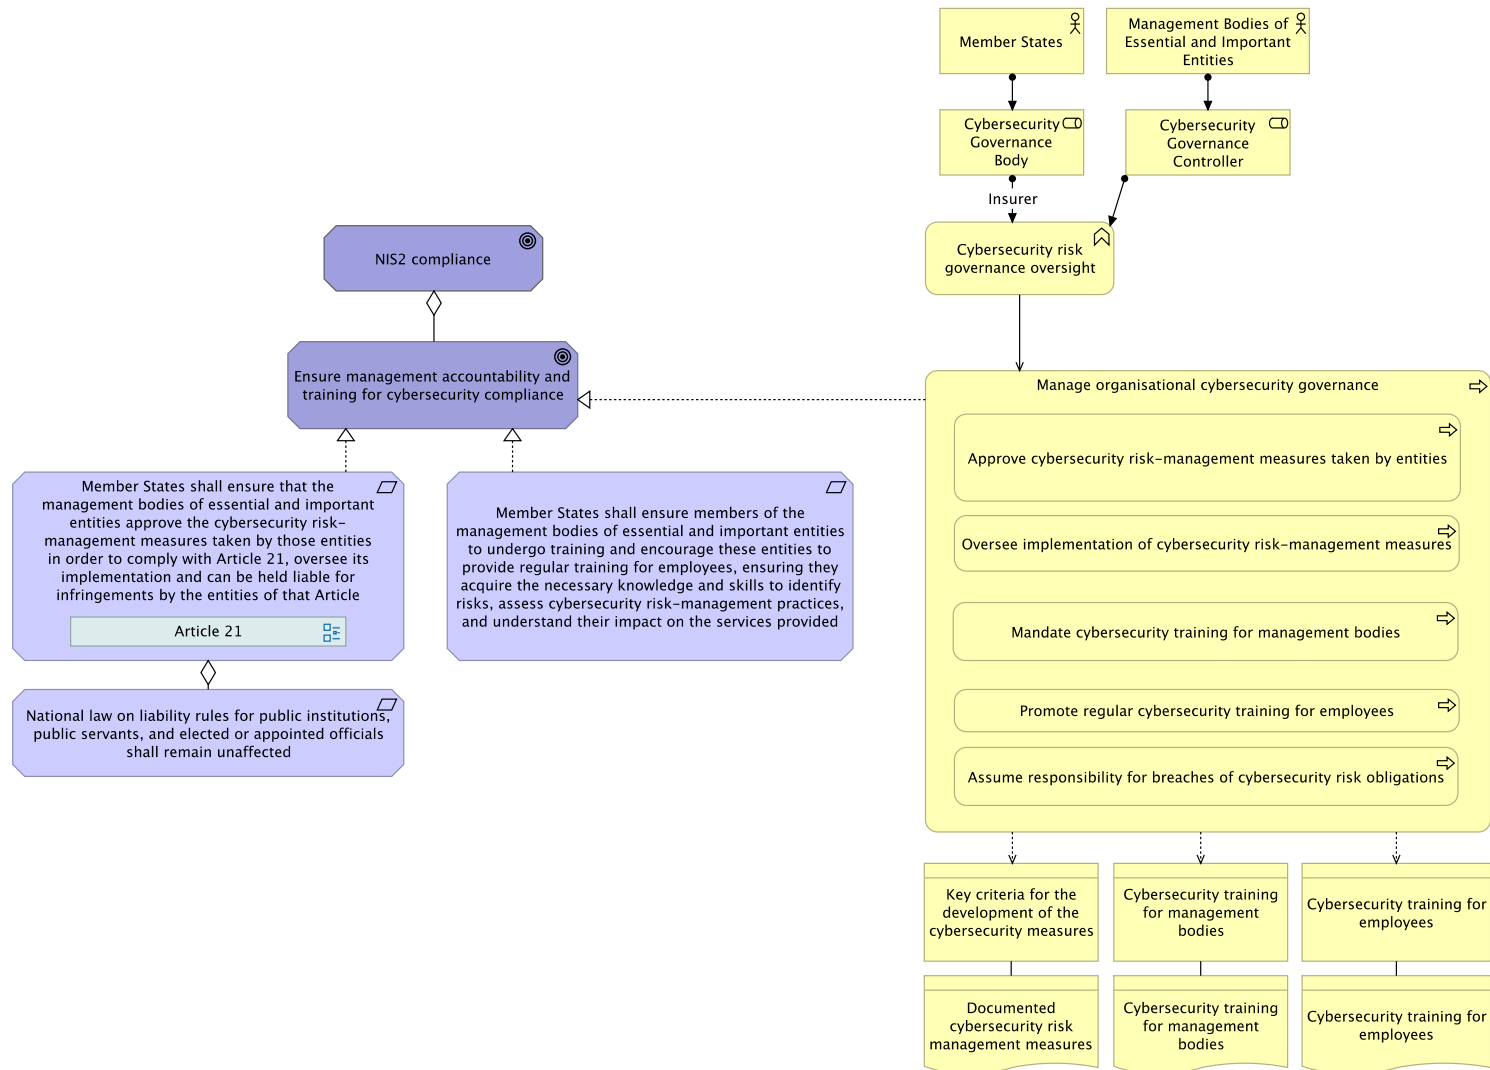 Member States
Management Bodies of
Essential and Important
Entities
Cybersecurity
Governance
Body
Cybersecurity
Governance
Controller
Insurer
Cybersecurity risk
governance oversight
NIS2 compliance
Ensure management accountability and
training for cybersecurity compliance
Member States shall ensure that the
management bodies of essential and important
entities approve the cybersecurity risk-
management measures taken by those entities
in order to comply with Article 21, oversee its
implementation and can be held liable for
infringements by the entities of that Article
Article 21
National law on liability rules for public institutions,
public servants, and elected or appointed officials
shall remain unaffected
Member States shall ensure members of the
management bodies of essential and important entities
to undergo training and encourage these entities to
provide regular training for employees, ensuring they
acquire the necessary knowledge and skills to identify
risks, assess cybersecurity risk-management practices,
and understand their impact on the services provided
Manage organisational cybersecurity governance
Approve cybersecurity risk-management measures taken by entities
Oversee implementation of cybersecurity risk-management measures
Mandate cybersecurity training for management bodies
Promote regular cybersecurity training for employees
Assume responsibility for breaches of cybersecurity risk obligations
Key criteria for the
development of the
cybersecurity measures
Cybersecurity training
for management
bodies
Cybersecurity training for
employees
Documented
cybersecurity risk
management measures
Cybersecurity training
for management
bodies
Cybersecurity training for
employees